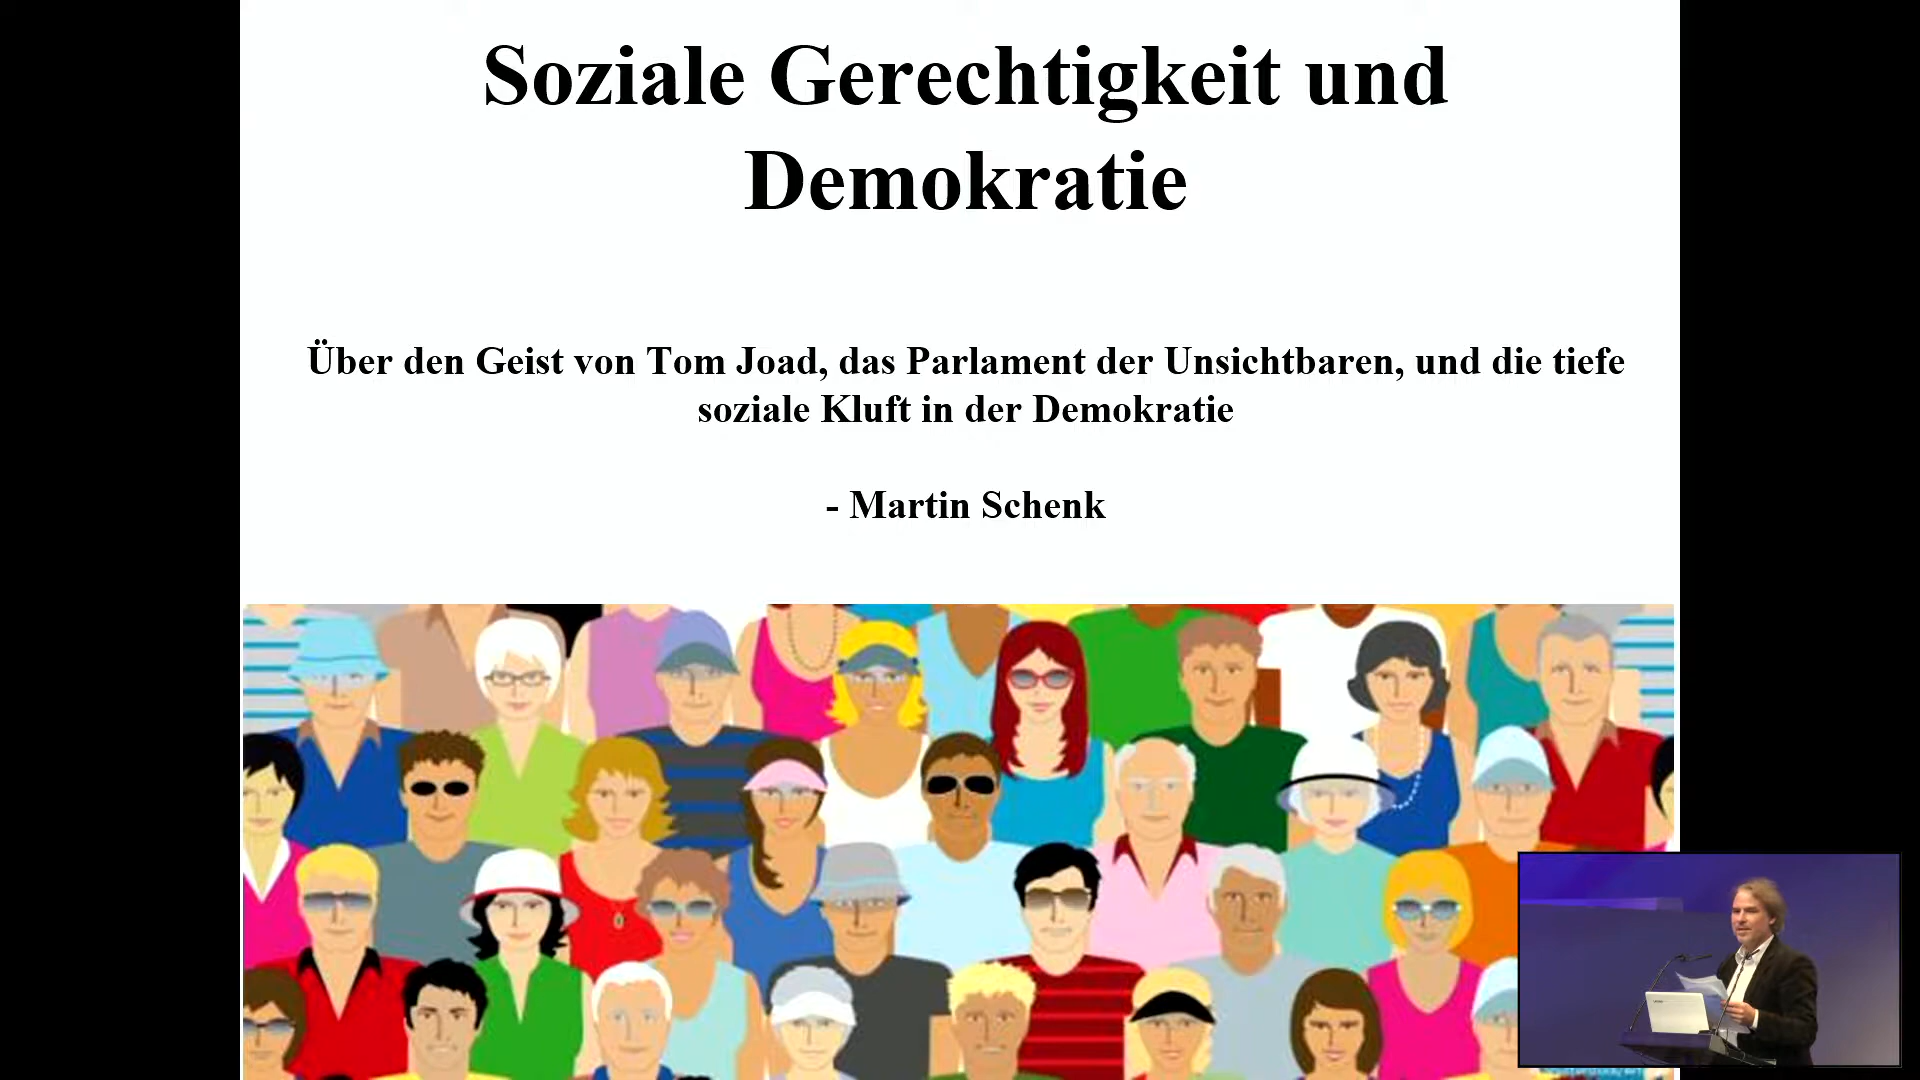 Soziale Gerechtigkeit und
Demokratie
Über den Geist von Tom Joad, das Parlament der Unsichtbaren, und die tiefe
soziale Kluft in der Demokratie
- Martin Schenk